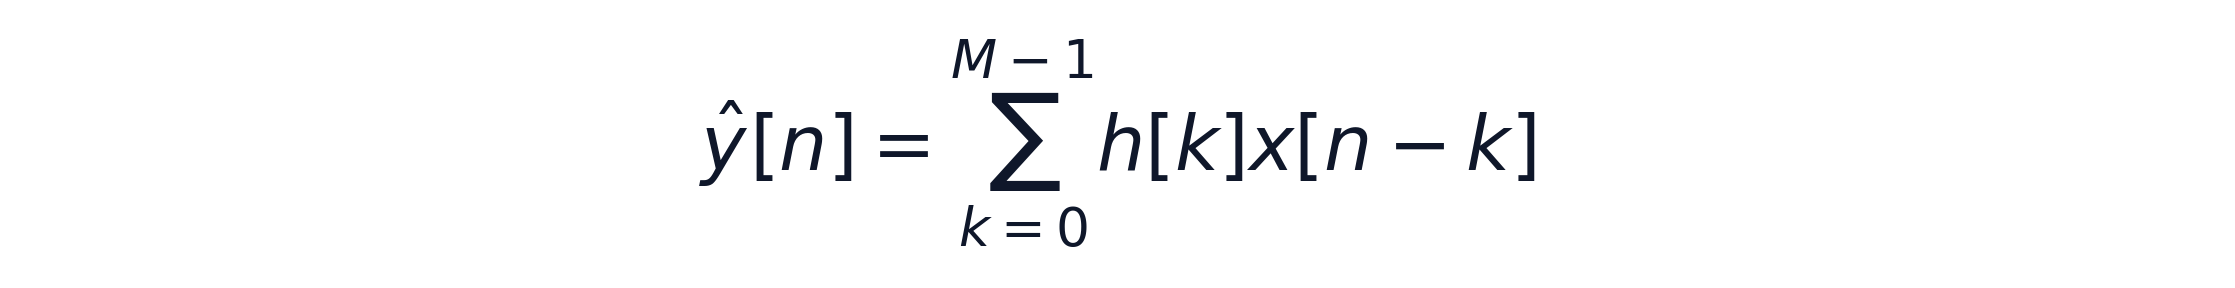 ŷ[n] = ∑_{k=0}^{M−1} h[k]x[n − k]